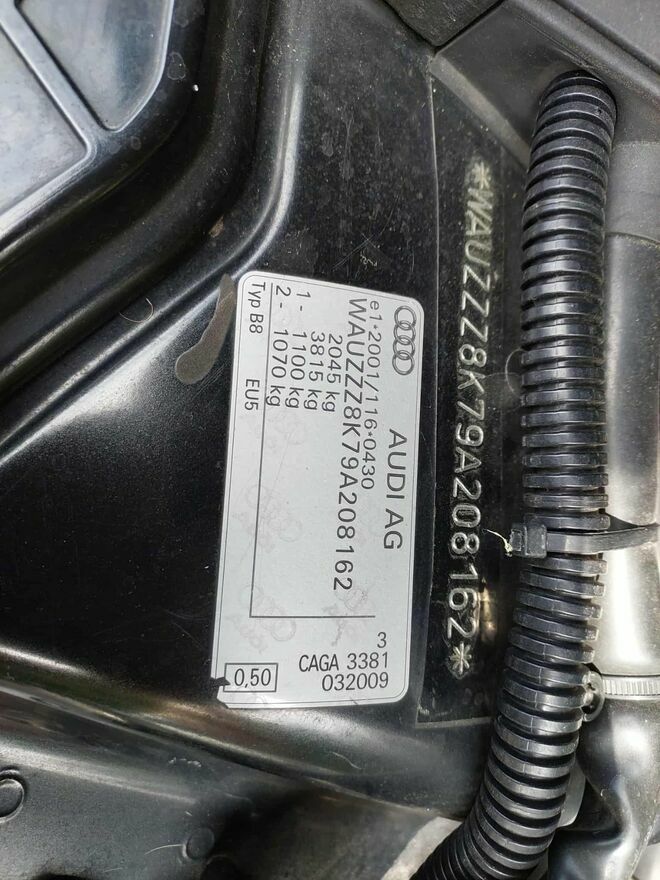 AUDI AG
e1*2001/116*0430
WAUZZZ8K79A208162
2045 kg
3815 kg
1 - 1100 kg
2 - 1070 kg
Typ B8 EU5
3
CAGA 3381
032009
0,50
*WAUZZZ8K79A208162*